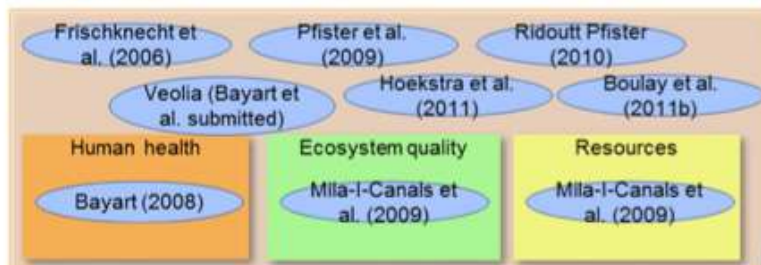 Frischknecht et
al. (2006)
Pfister et al.
(2009)
Ridoutt Pfister
(2010)
Veolia (Bayart et
al. submitted)
Hoekstra et al.
(2011)
Boulay et al.
(2011b)
Human health
Bayart (2008)
Ecosystem quality
Mila-I-Canals et
al. (2009)
Resources
Mila-I-Canals et
al. (2009)